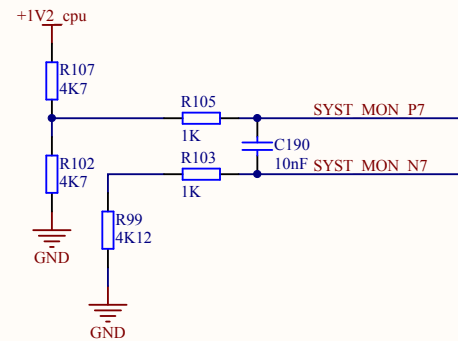 +1V2_cpu
R107
4K7
R105
1K
SYST_MON_P7
C190
10nF
R102
4K7
R103
1K
SYST_MON_N7
R99
4K12
GND
GND